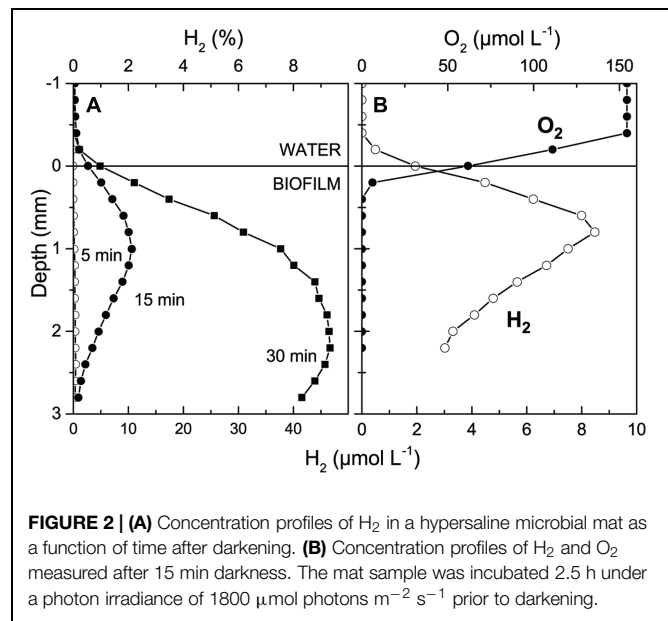 H₂ (%)
0 2 4 6 8
O₂ (µmol L⁻¹)
0 50 100 150
-1
0
1
2
3
Depth (mm)
A
WATER
BIOFILM
5 min
15 min
30 min
B
O₂
H₂
0 10 20 30 40
H₂ (µmol L⁻¹)
0 2 4 6 8 10
FIGURE 2 | (A) Concentration profiles of H₂ in a hypersaline microbial mat as
a function of time after darkening. (B) Concentration profiles of H₂ and O₂
measured after 15 min darkness. The mat sample was incubated 2.5 h under
a photon irradiance of 1800 µmol photons m⁻² s⁻¹ prior to darkening.